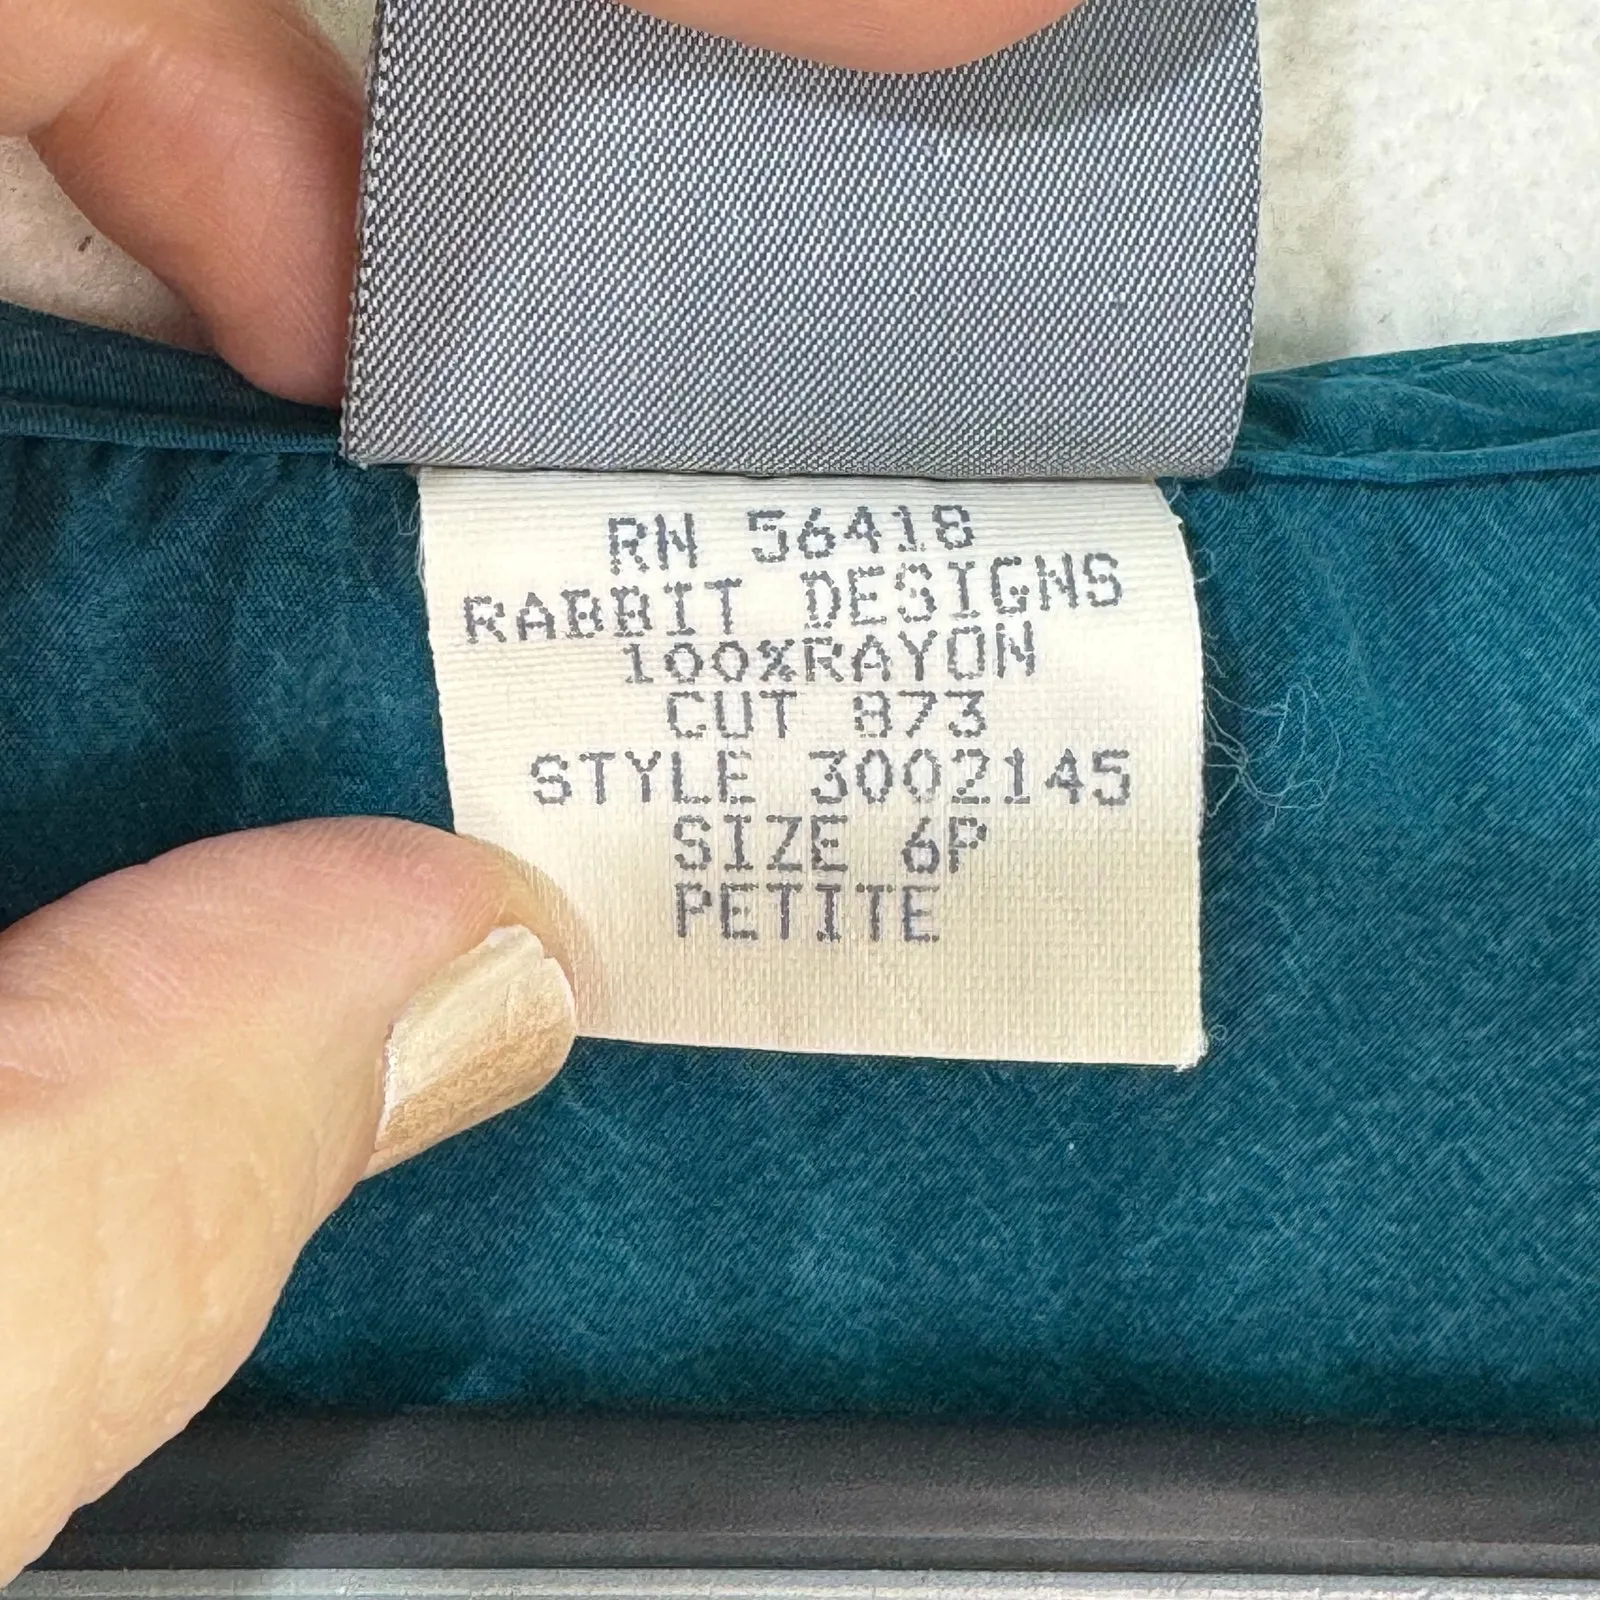 RN 56418
RABBIT DESIGNS
100%RAYON
CUT 873
STYLE 3002145
SIZE 6P
PETITE